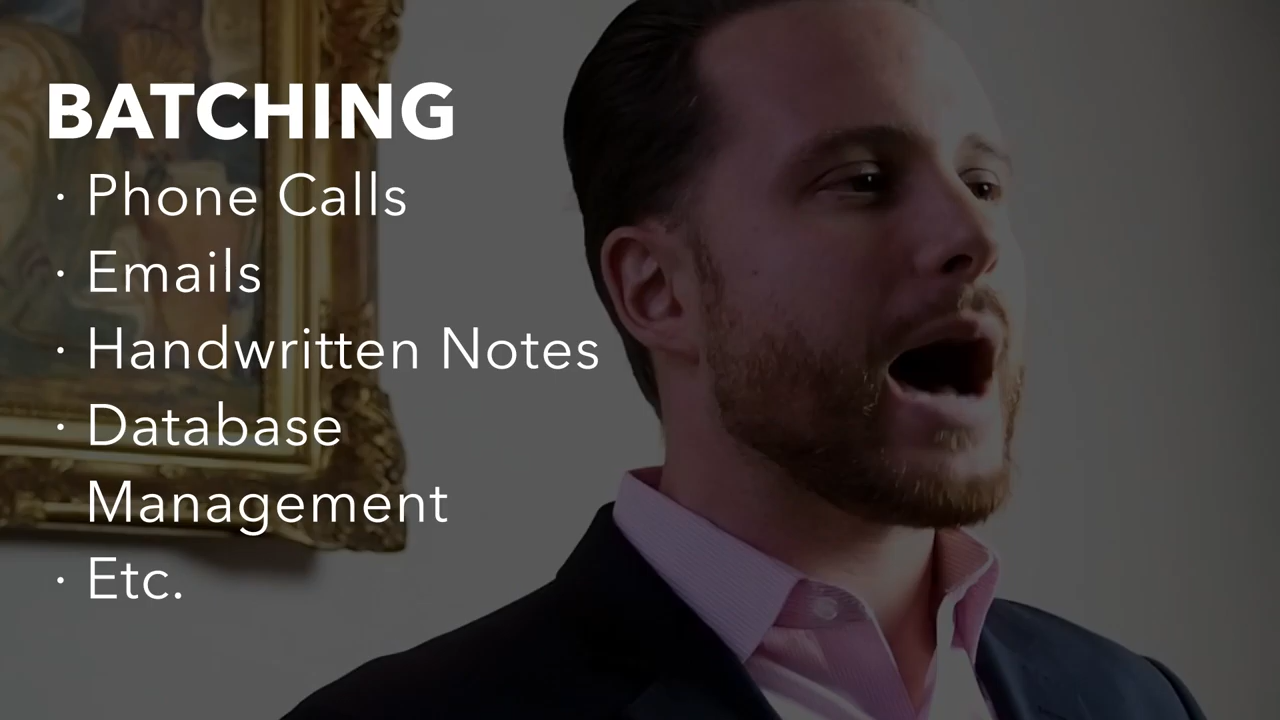 BATCHING
· Phone Calls
· Emails
· Handwritten Notes
· Database
Management
· Etc.